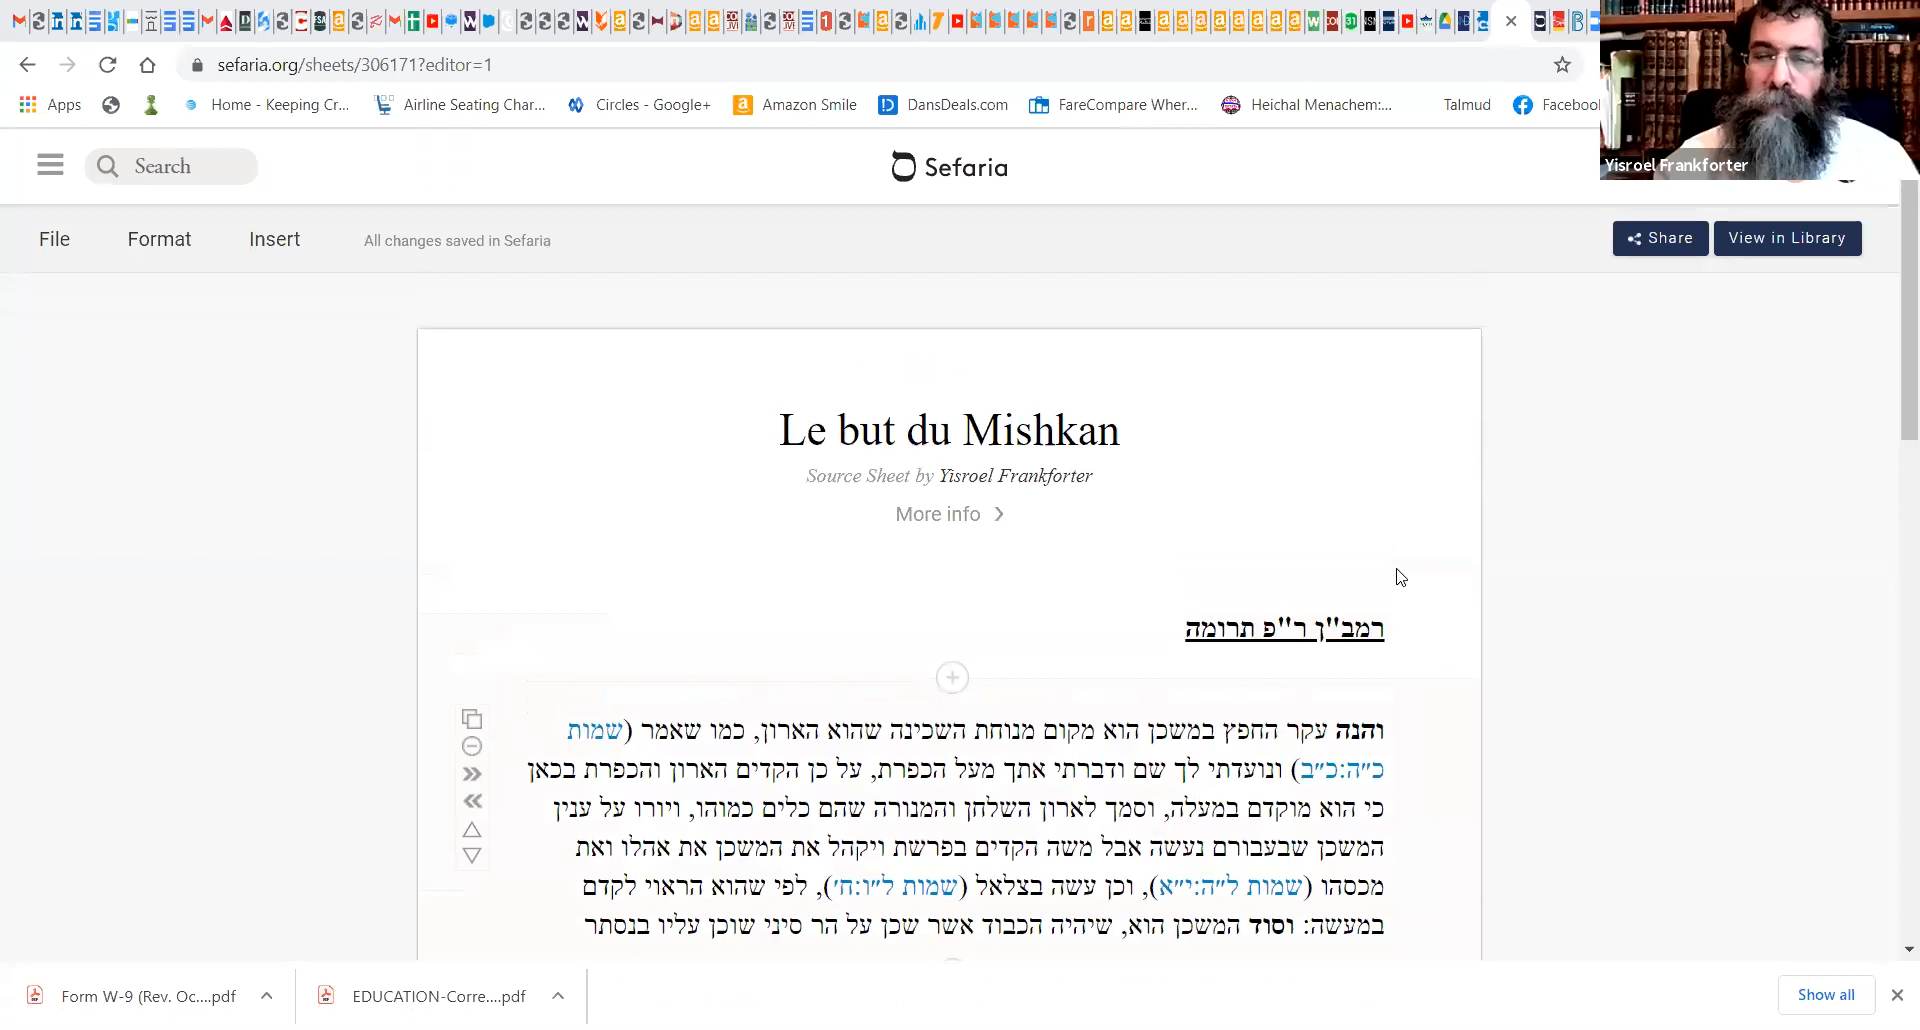 sefaria.org/sheets/306171?editor=1
Apps
Home - Keeping Cr...
Airline Seating Char...
Circles - Google+
Amazon Smile
DansDeals.com
FareCompare Wher...
Heichal Menachem:...
Talmud
Facebook
Yisroel Frankforter
Search
Sefaria
File
Format
Insert
All changes saved in Sefaria
Share
View in Library
Le but du Mishkan
Source Sheet by Yisroel Frankforter
More info
רמב"ן ר"פ תרומה
והנה עקר החפץ במשכן הוא מקום מנוחת השכינה שהוא הארון, כמו שאמר (שמות
כ״ה:כ״ב) ונועדתי לך שם ודברתי אתך מעל הכפרת, על כן הקדים הארון והכפרת בכאן
כי הוא מוקדם במעלה, וסמך לארון השלחן והמנורה שהם כלים כמוהו, ויורו על ענין
המשכן שבעבורם נעשה אבל משה הקדים בפרשת ויקהל את המשכן את אהלו ואת
מכסהו (שמות ל״ה:י״א), וכן עשה בצלאל (שמות ל״ו:ח׳), לפי שהוא הראוי לקדם
במעשה: וסוד המשכן הוא, שיהיה הכבוד אשר שכן על הר סיני שוכן עליו בנסתר
Form W-9 (Rev. Oc....pdf
EDUCATION-Corre....pdf
Show all